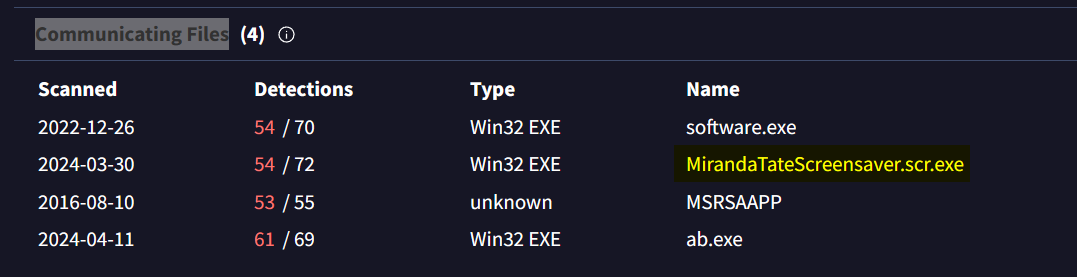 Communicating Files (4)
Scanned Detections Type Name
2022-12-26 54 / 70 Win32 EXE software.exe
2024-03-30 54 / 72 Win32 EXE MirandaTateScreensaver.scr.exe
2016-08-10 53 / 55 unknown MSRSAAPP
2024-04-11 61 / 69 Win32 EXE ab.exe